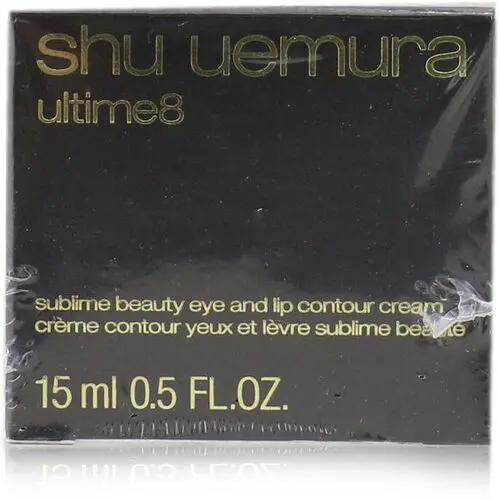 shu uemura
ultime8
sublime beauty eye and lip contour cream
crème contour yeux et lèvre sublime beauté
15 ml 0.5 FL.OZ.